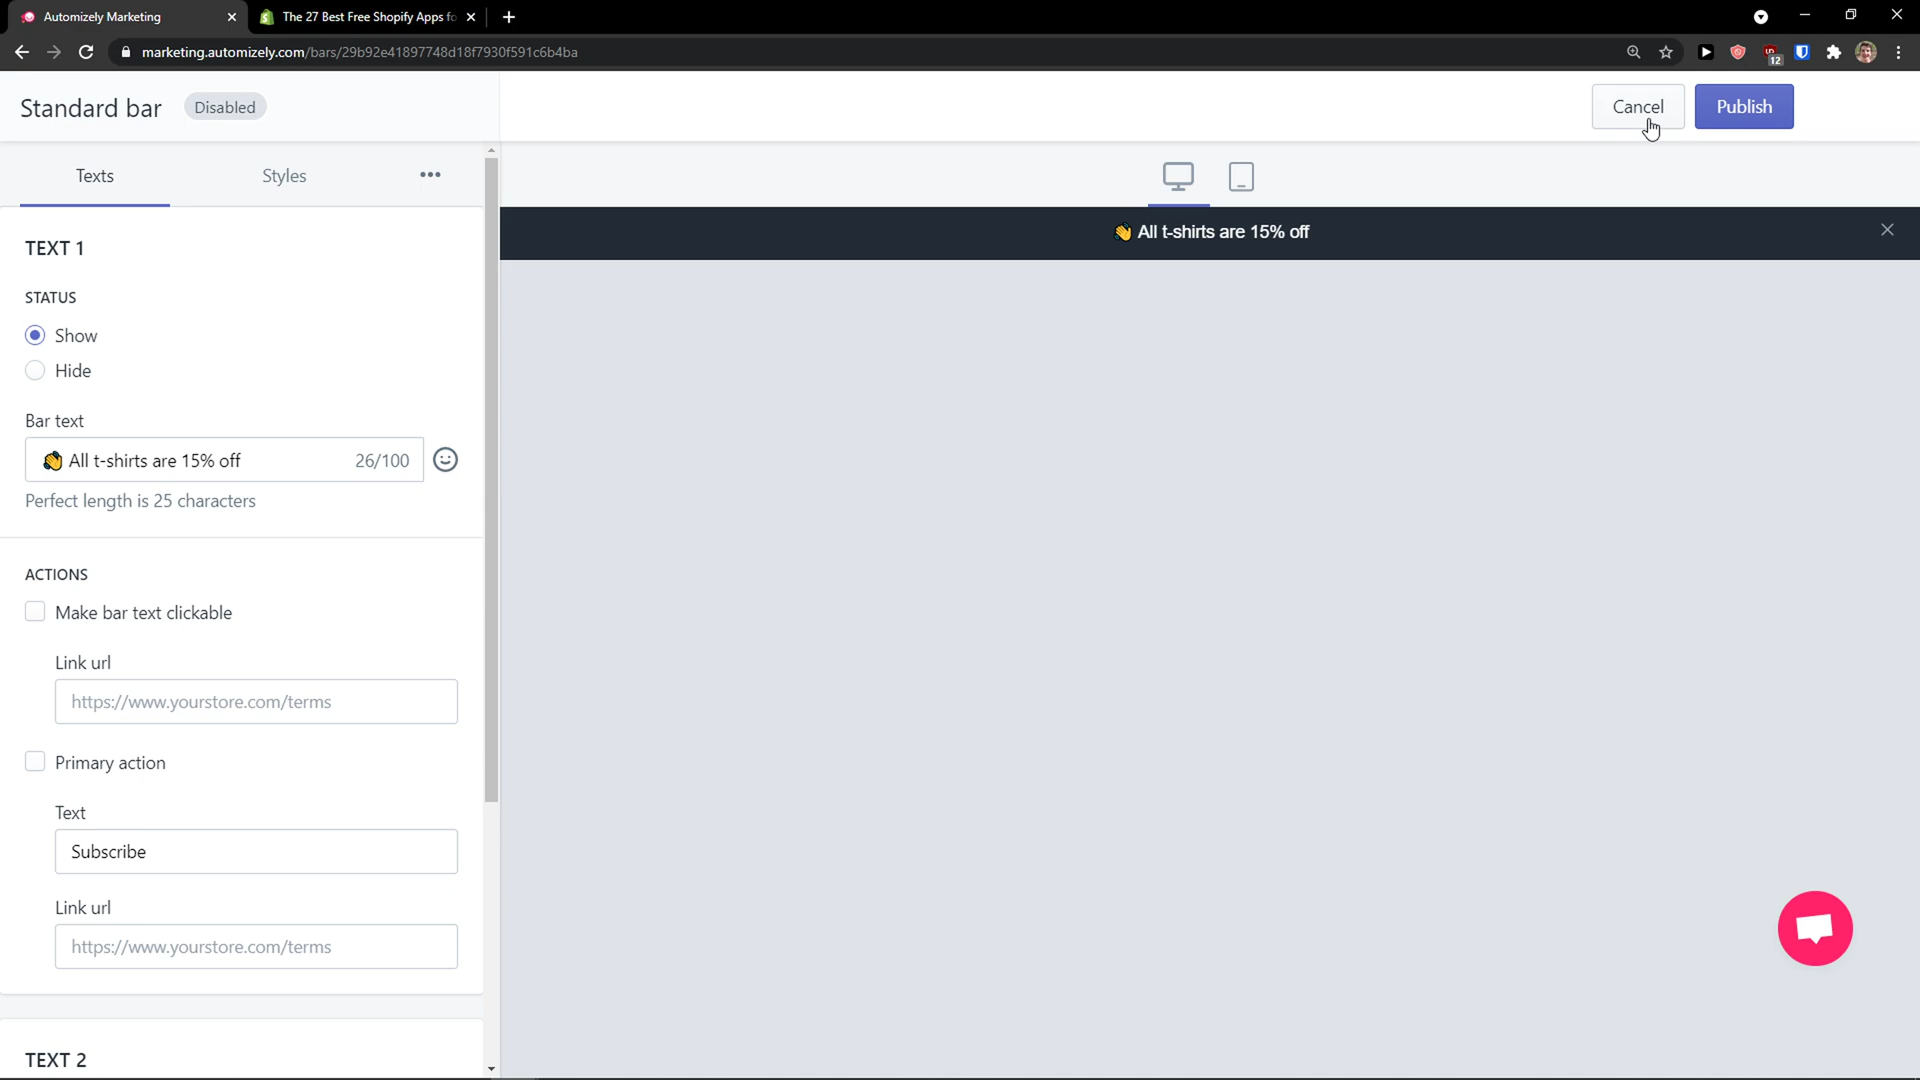 Automizely Marketing
The 27 Best Free Shopify Apps fo
marketing.automizely.com/bars/29b92e41897748d18f7930f591c6b4ba
12
Standard bar
Disabled
Cancel
Publish
Texts
Styles
👋 All t-shirts are 15% off
TEXT 1
STATUS
Show
Hide
Bar text
👋 All t-shirts are 15% off 26/100
Perfect length is 25 characters
ACTIONS
Make bar text clickable
Link url
https://www.yourstore.com/terms
Primary action
Text
Subscribe
Link url
https://www.yourstore.com/terms
TEXT 2